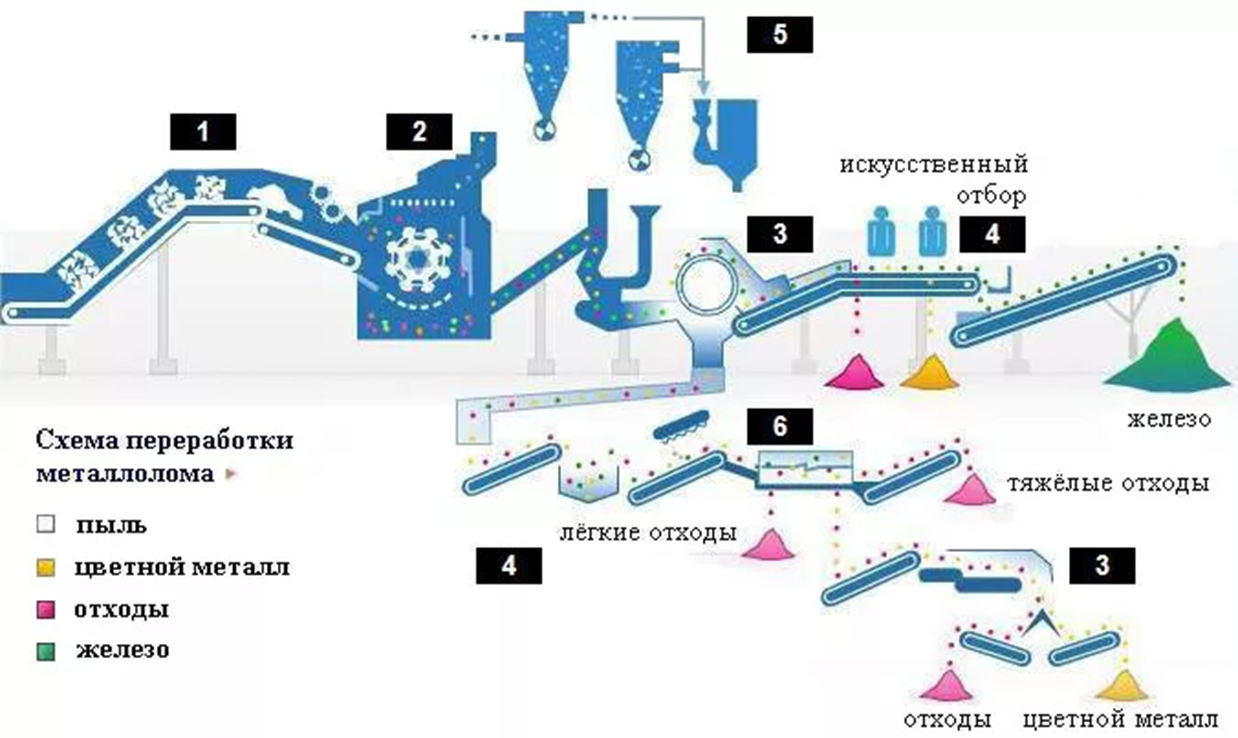 5
1
2
искусственный
отбор
3
4
железо
Схема переработки
металлолома
6
тяжёлые отходы
пыль
лёгкие отходы
цветной металл
4
3
отходы
железо
отходы
цветной металл